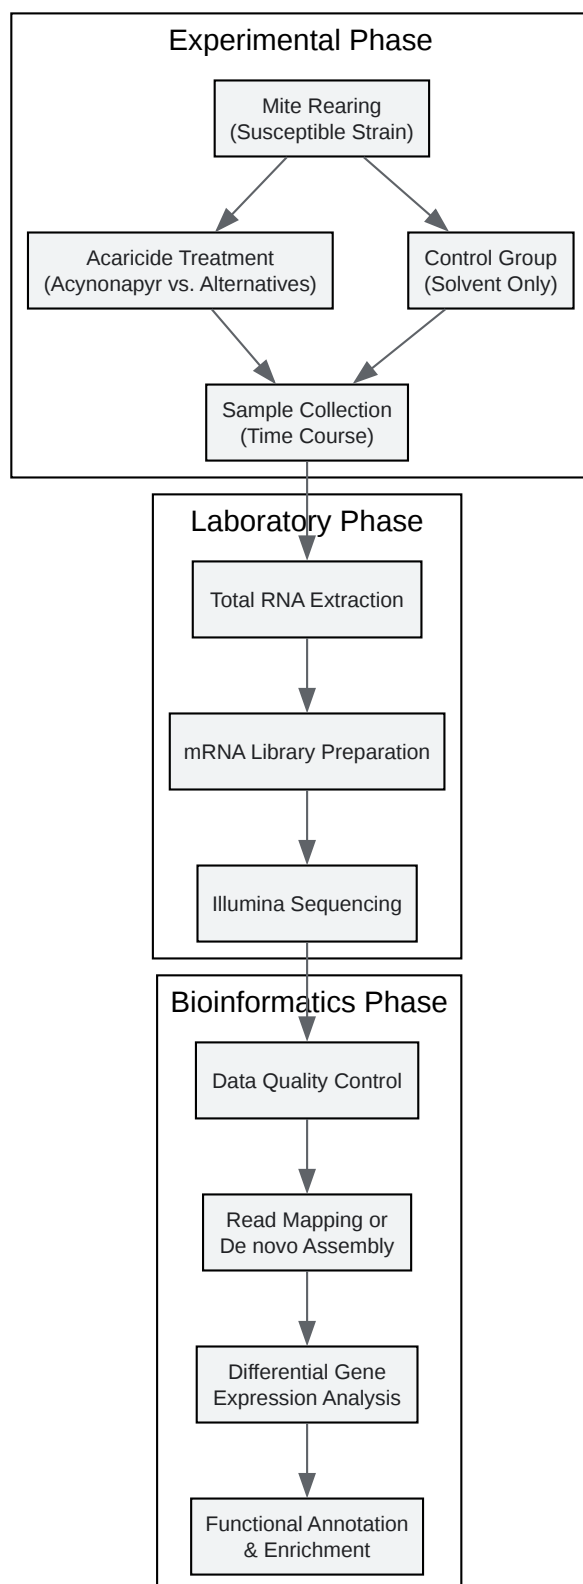 Experimental Phase
Mite Rearing
(Susceptible Strain)
Acaricide Treatment
(Acynonapyr vs. Alternatives)
Control Group
(Solvent Only)
Sample Collection
(Time Course)
Laboratory Phase
Total RNA Extraction
mRNA Library Preparation
Illumina Sequencing
Bioinformatics Phase
Data Quality Control
Read Mapping or
De novo Assembly
Differential Gene
Expression Analysis
Functional Annotation
& Enrichment